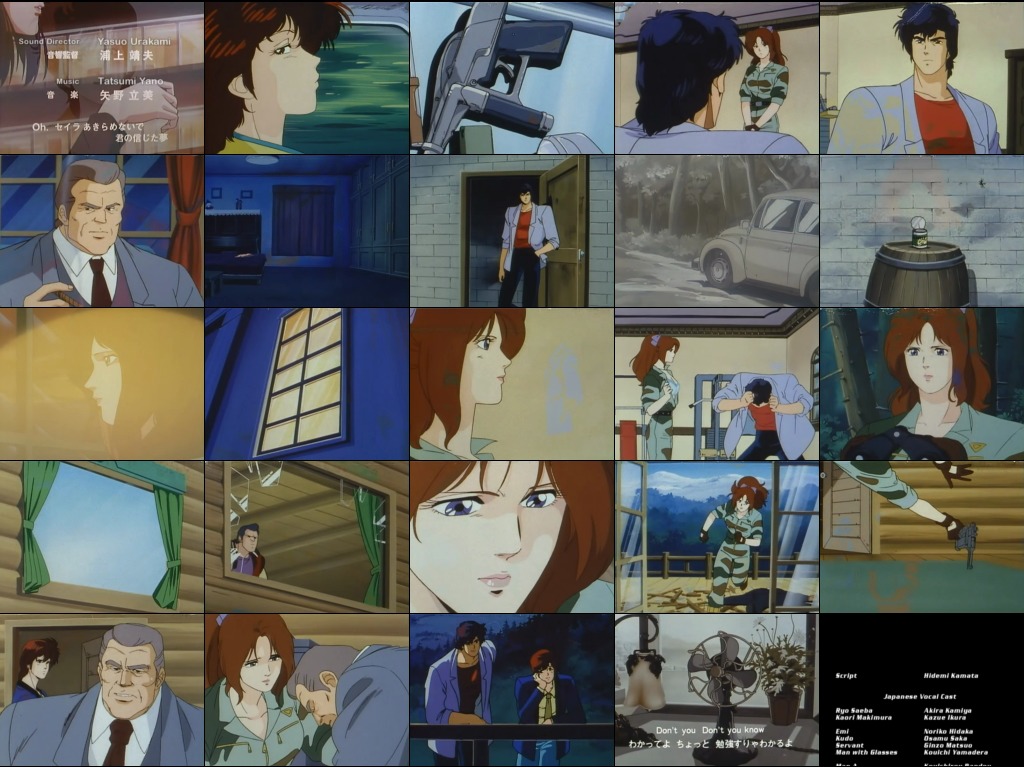 Sound Director Yasuo Urakami
音響監督 浦上 靖夫
Music Tatsumi Yano
音 楽 矢野 立美
Oh, セイラ あきらめないで
君の信じた夢
Don't you Don't you know
わかってよ ちょっと 勉強すりゃわかるよ
Script Hidemi Kamata
Japanese Vocal Cast
Ryo Saeba Akira Kamiya
Kaori Makimura Kazue Ikura
Emi Noriko Hidaka
Kudo Osamu Saka
Servant Ginzo Matsuo
Man with Glasses Kouichi Yamadera